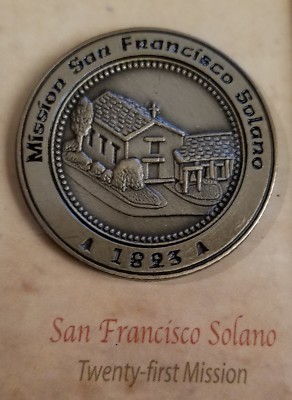 Mission San Francisco Solano
1823
San Francisco Solano
Twenty-first Mission